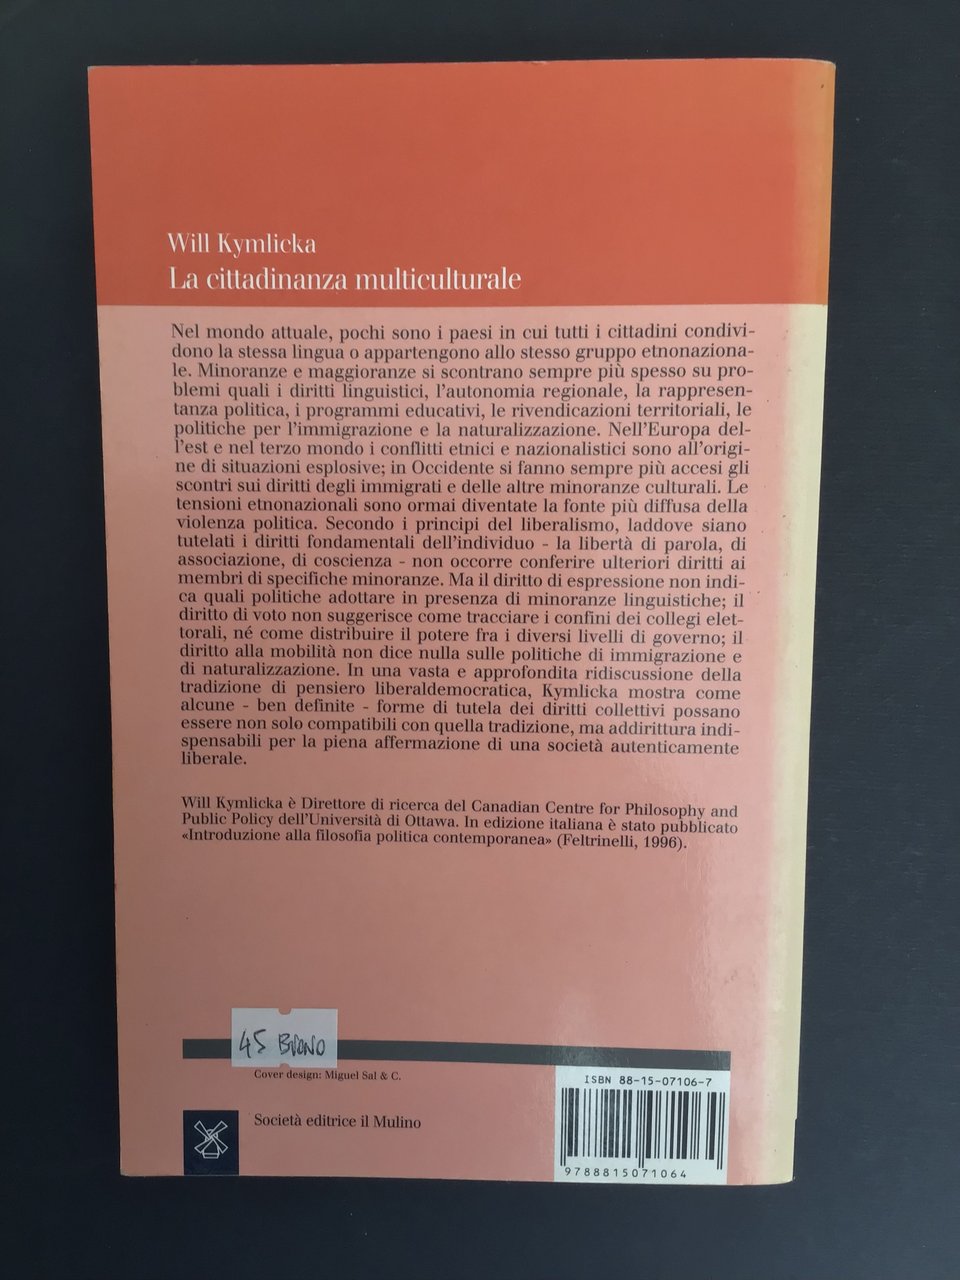 Will Kymlicka
La cittadinanza multiculturale
Nel mondo attuale, pochi sono i paesi in cui tutti i cittadini condivi-
dono la stessa lingua o appartengono allo stesso gruppo etnonaziona-
le. Minoranze e maggioranze si scontrano sempre più spesso su pro-
blemi quali i diritti linguistici, l'autonomia regionale, la rappresen-
tanza politica, i programmi educativi, le rivendicazioni territoriali, le
politiche per l'immigrazione e la naturalizzazione. Nell'Europa del-
l'est e nel terzo mondo i conflitti etnici e nazionalistici sono all'origi-
ne di situazioni esplosive; in Occidente si fanno sempre più accesi gli
scontri sui diritti degli immigrati e delle altre minoranze culturali. Le
tensioni etnonazionali sono ormai diventate la fonte più diffusa della
violenza politica. Secondo i principi del liberalismo, laddove siano
tutelati i diritti fondamentali dell'individuo - la libertà di parola, di
associazione, di coscienza - non occorre conferire ulteriori diritti ai
membri di specifiche minoranze. Ma il diritto di espressione non indi-
ca quali politiche adottare in presenza di minoranze linguistiche; il
diritto di voto non suggerisce come tracciare i confini dei collegi elet-
torali, né come distribuire il potere fra i diversi livelli di governo; il
diritto alla mobilità non dice nulla sulle politiche di immigrazione e
di naturalizzazione. In una vasta e approfondita ridiscussione della
tradizione di pensiero liberaldemocratica, Kymlicka mostra come
alcune - ben definite - forme di tutela dei diritti collettivi possano
essere non solo compatibili con quella tradizione, ma addirittura indi-
spensabili per la piena affermazione di una società autenticamente
liberale.
Will Kymlicka è Direttore di ricerca del Canadian Centre for Philosophy and
Public Policy dell'Università di Ottawa. In edizione italiana è stato pubblicato
«Introduzione alla filosofia politica contemporanea» (Feltrinelli, 1996).
45 BUONO
Cover design: Miguel Sal & C.
Società editrice il Mulino
ISBN 88-15-07106-7
9788815071064